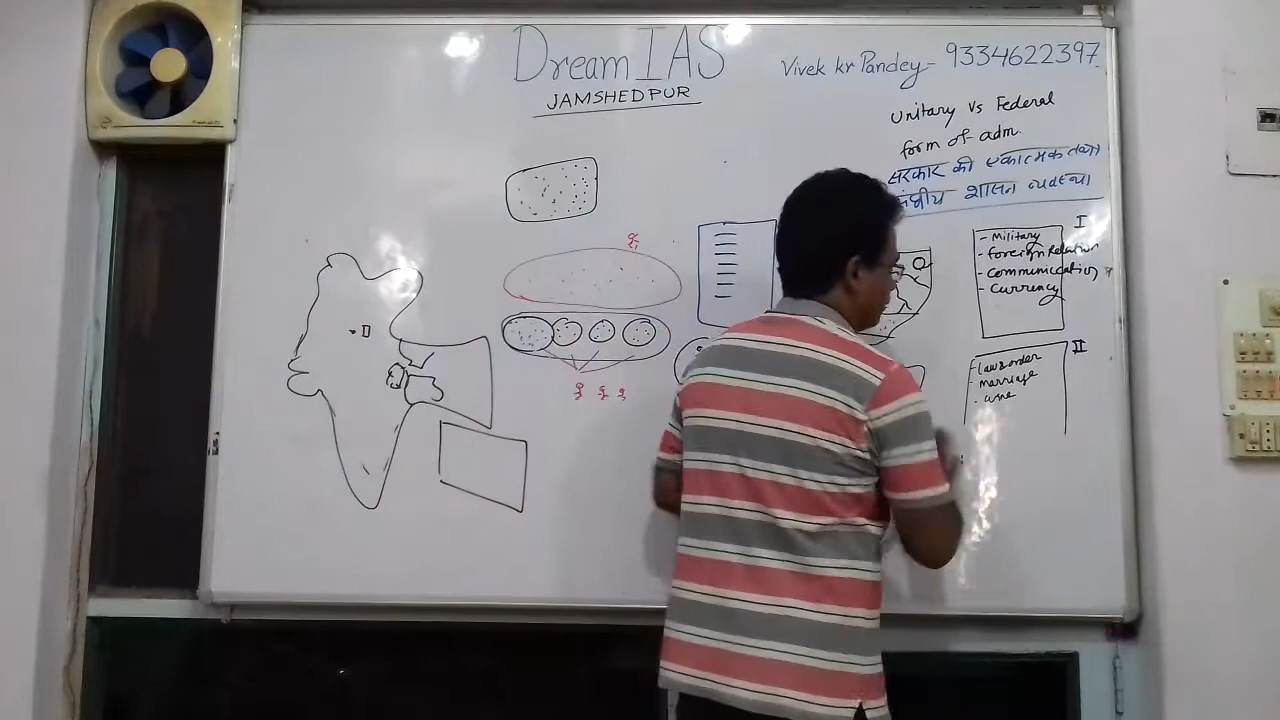 Dream IAS
JAMSHEDPUR
Vivek kr Pandey- 9334622397
Unitary vs Federal
form of adm.
सरकार की एकात्मक तथा
संघीय शासन व्यवस्था
I
- Military
- foreign Relation
- communication
- Currency
II
- law & order
- marriage
D